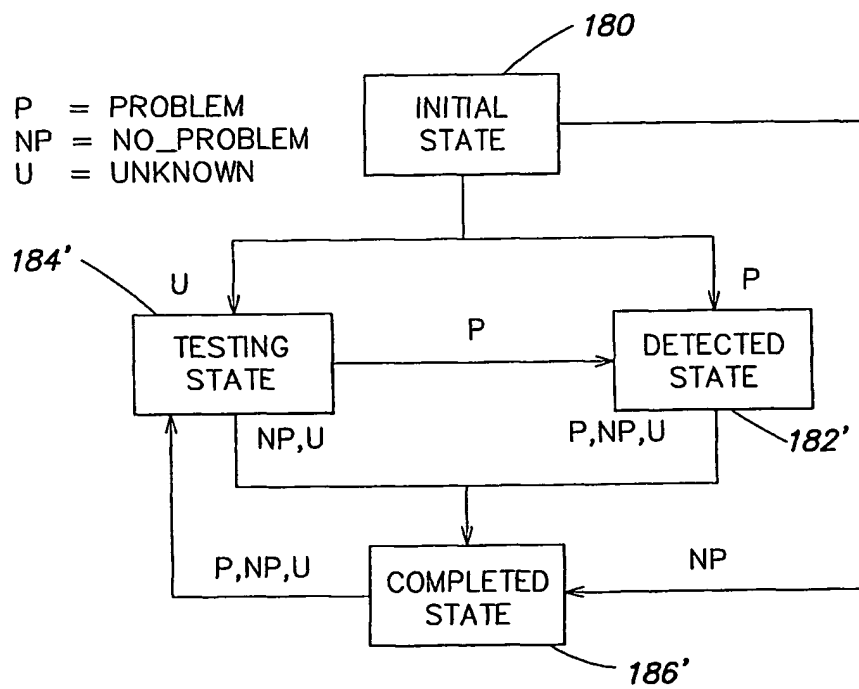 180
P = PROBLEM
NP = NO_PROBLEM
U = UNKNOWN
INITIAL
STATE
184'
U
P
TESTING
STATE
P
DETECTED
STATE
NP,U
P,NP,U
182'
P,NP,U
COMPLETED
STATE
NP
186'